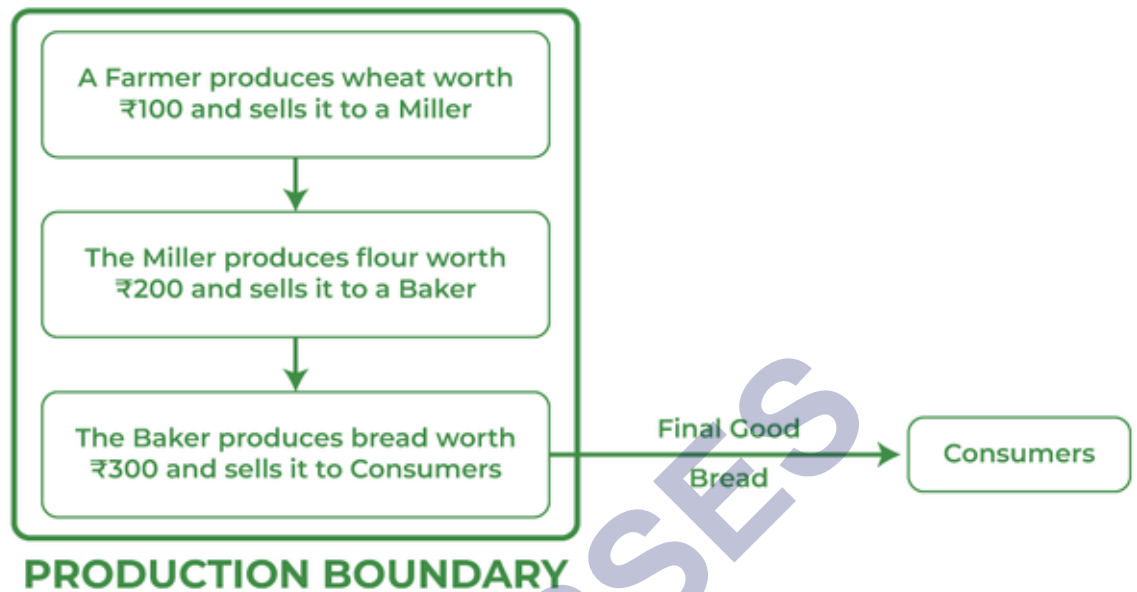 A Farmer produces wheat worth
₹100 and sells it to a Miller
The Miller produces flour worth
₹200 and sells it to a Baker
The Baker produces bread worth
₹300 and sells it to Consumers
Final Good
Bread
Consumers
PRODUCTION BOUNDARY
SSES